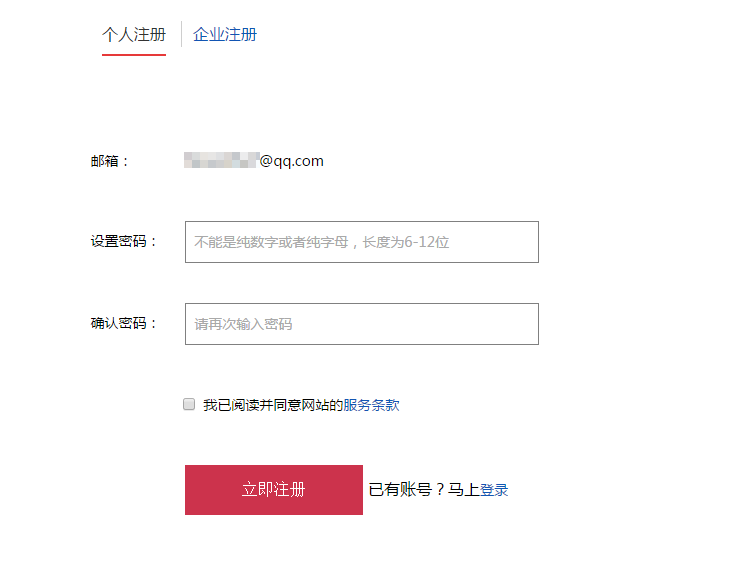 个人注册 企业注册
邮箱： @qq.com
设置密码： 不能是纯数字或者纯字母，长度为6-12位
确认密码： 请再次输入密码
我已阅读并同意网站的服务条款
立即注册 已有账号？马上登录